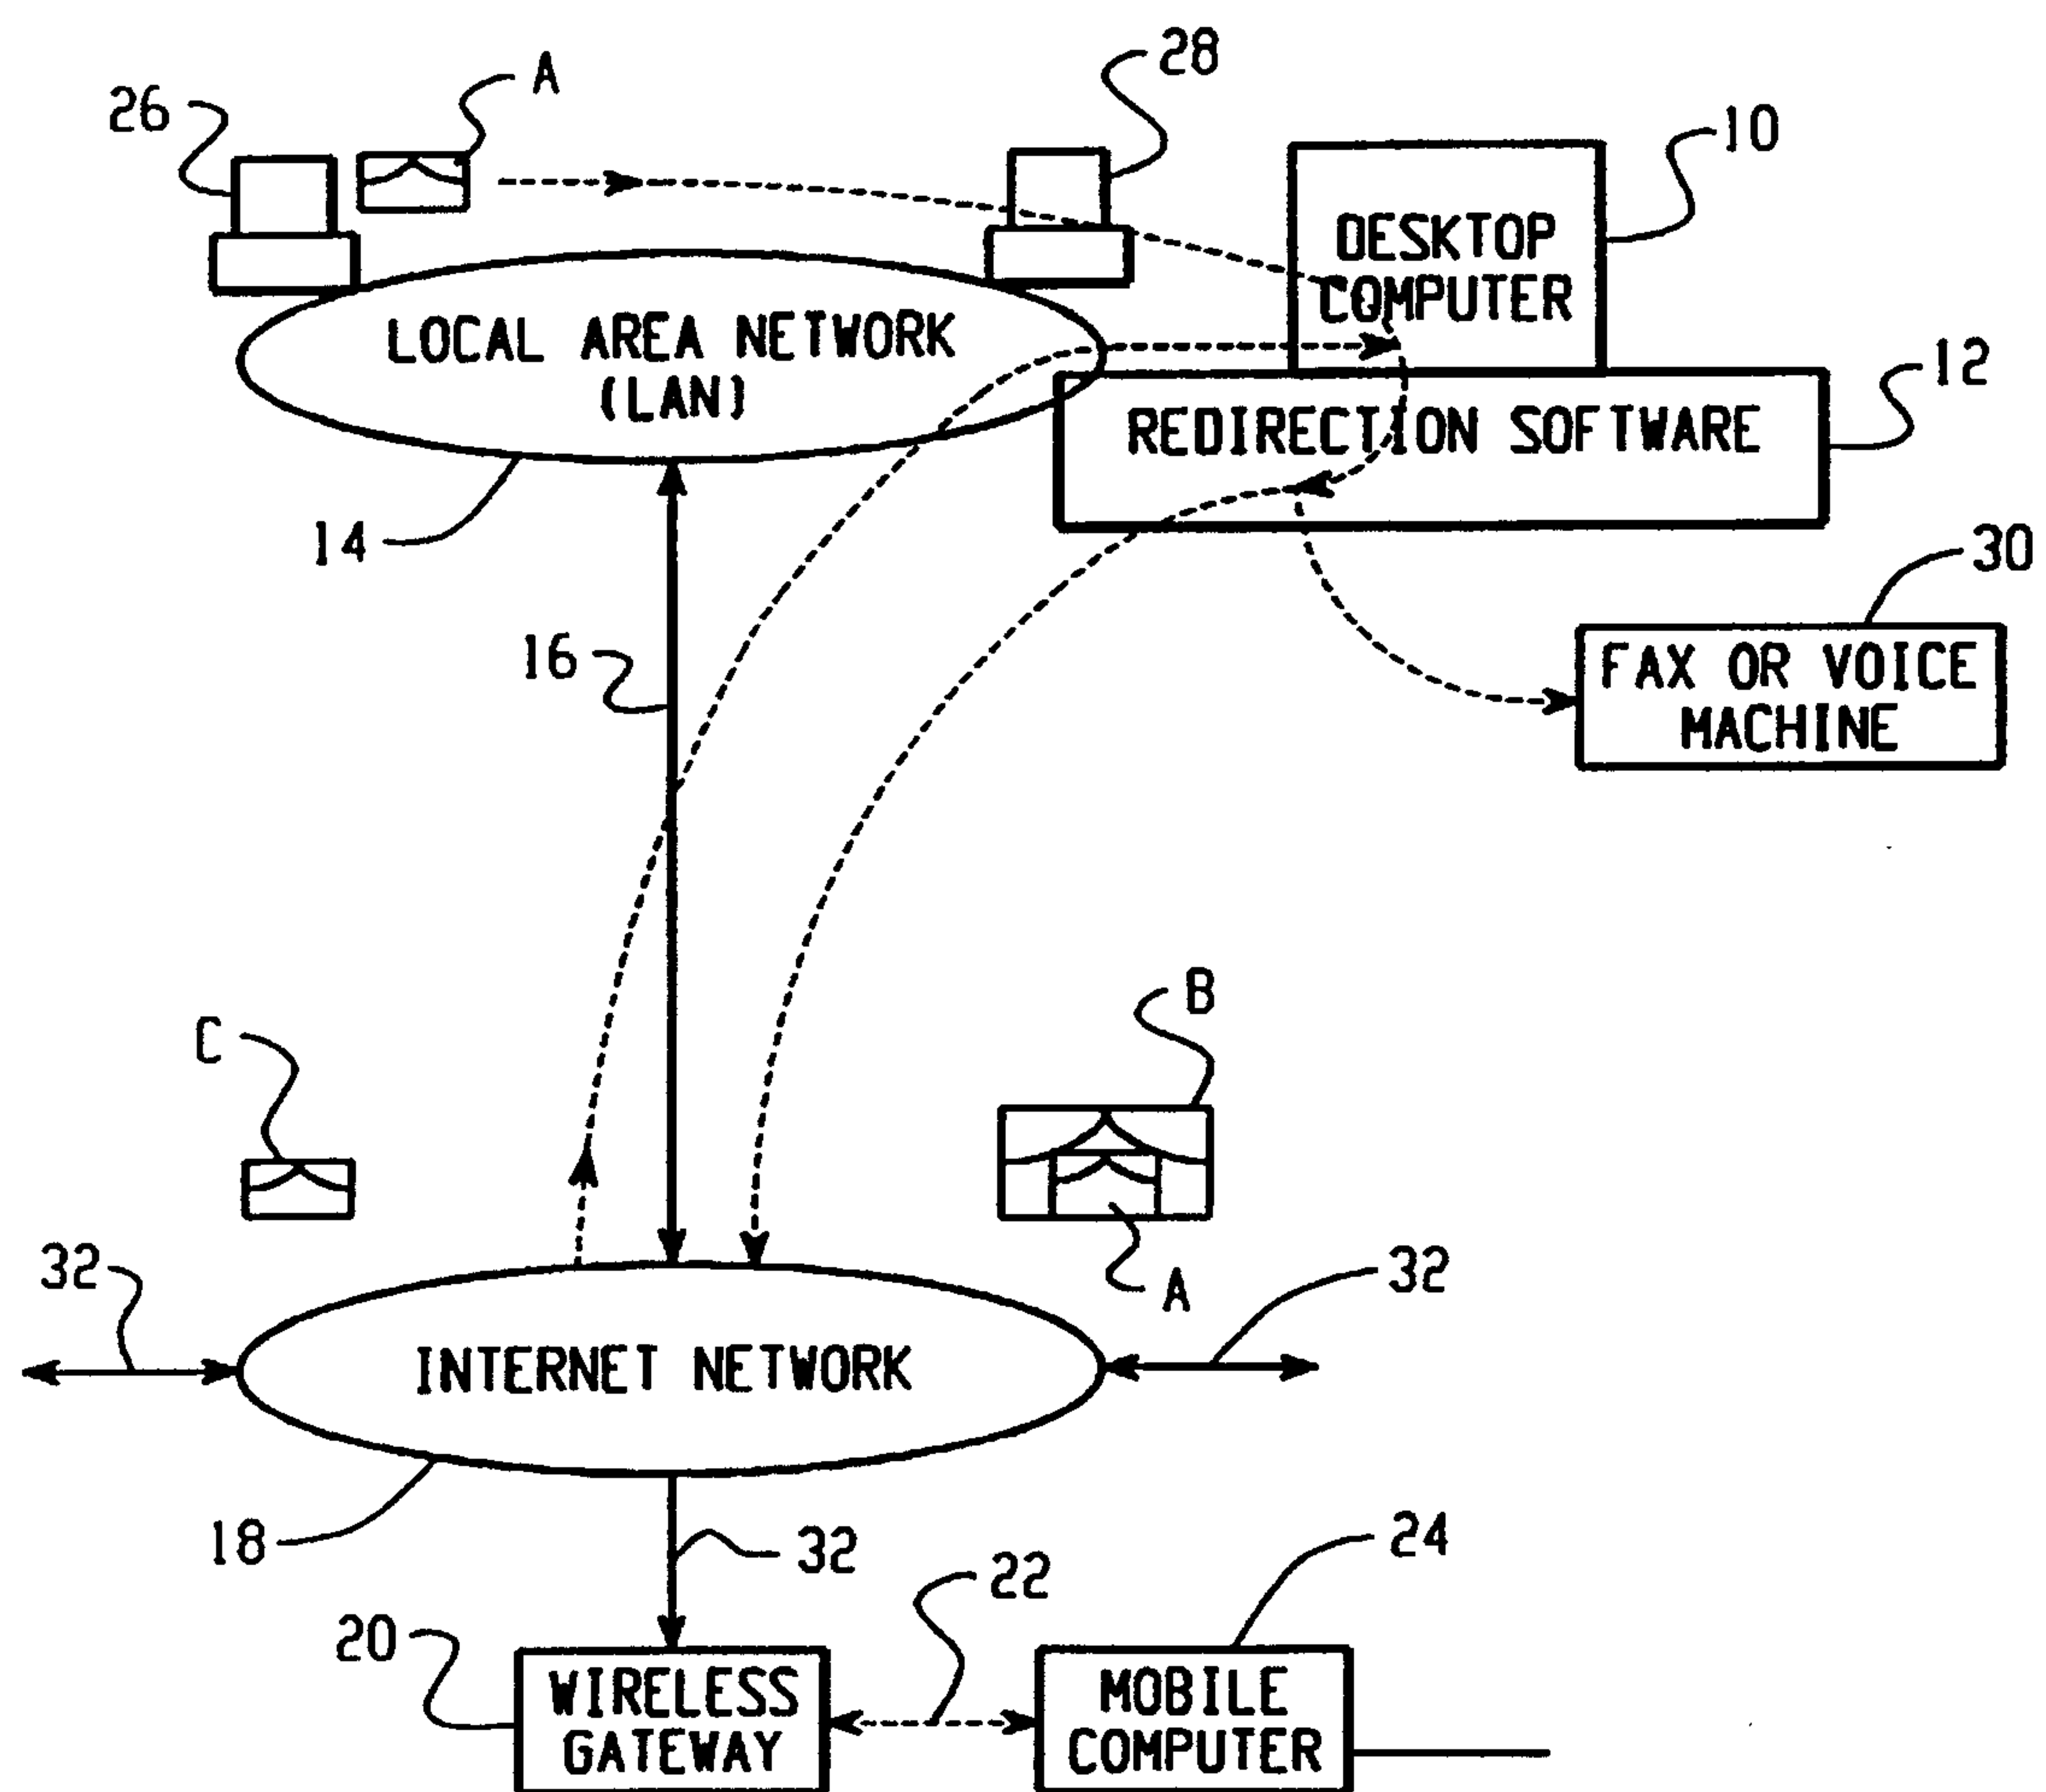 26
A
28
10
DESKTOP
COMPUTER
LOCAL AREA NETWORK
(LAN)
12
REDIRECTION SOFTWARE
14
30
16
FAX OR VOICE
MACHINE
B
C
A
32
32
INTERNET NETWORK
18
32
24
22
20
WIRELESS
GATEWAY
MOBILE
COMPUTER